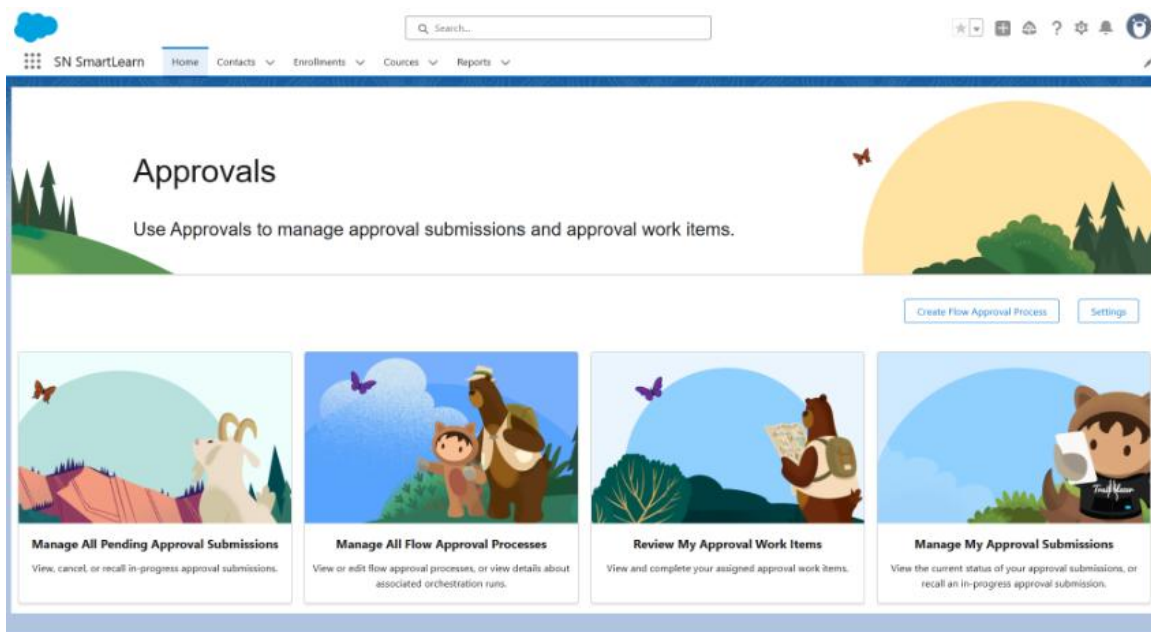 Search...
SN SmartLearn Home Contacts Enrollments Cources Reports
Approvals
Use Approvals to manage approval submissions and approval work items.
Create Flow Approval Process Settings
Manage All Pending Approval Submissions
View, cancel, or recall in-progress approval submissions.
Manage All Flow Approval Processes
View or edit flow approval processes, or view details about
associated orchestration runs.
Review My Approval Work Items
View and complete your assigned approval work items.
Trailblazer
Manage My Approval Submissions
View the current status of your approval submissions, or
recall an in-progress approval submission.